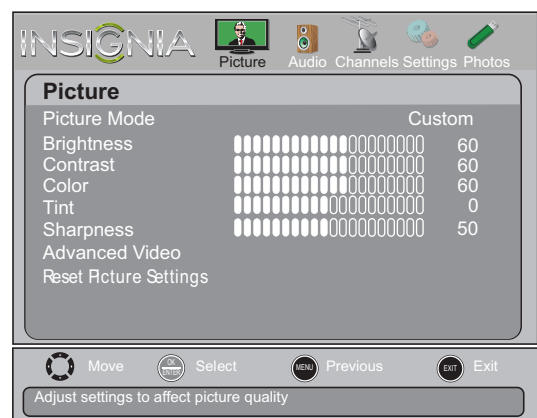 INSIGNIA
Picture Audio Channels Settings Photos
Picture
Picture Mode Custom
Brightness 60
Contrast 60
Color 60
Tint 0
Sharpness 50
Advanced Video
Reset Picture Settings
Move OK ENTER Select MENU Previous EXIT Exit
Adjust settings to affect picture quality